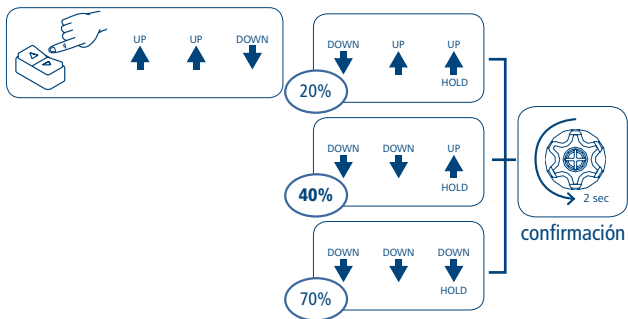 UP UP DOWN
DOWN UP UP
HOLD
20%
DOWN DOWN UP
HOLD
40%
DOWN DOWN DOWN
HOLD
70%
2 sec
confirmación